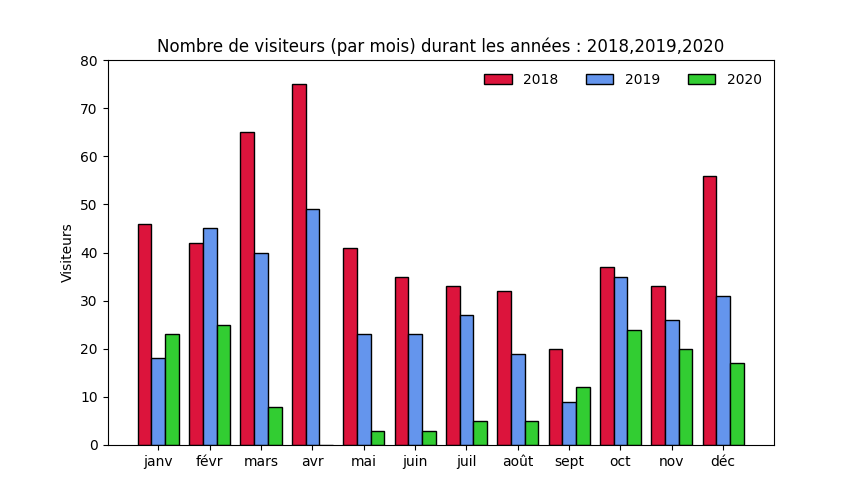 Nombre de visiteurs (par mois) durant les années : 2018,2019,2020
2018 2019 2020
Visiteurs
80
70
60
50
40
30
20
10
0
janv févr mars avr mai juin juil août sept oct nov déc